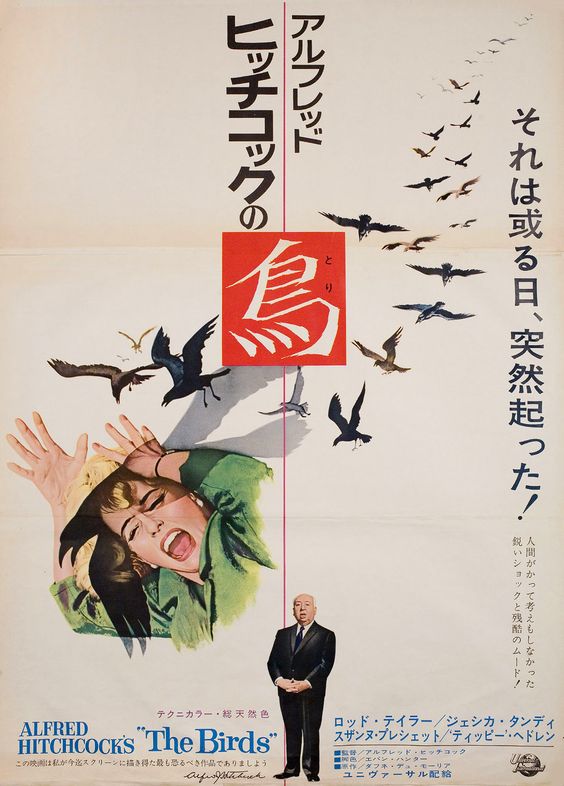 アルフレッド
ヒッチコックの
鳥
とり
それは或る日、突然起った!
人間がかって考えもしなかった
鋭いショックと残酷のムード!
テクニカラー・総天然色
ALFRED
HITCHCOCK'S "The Birds"
この映画は私が今迄スクリーンに描き得た最も恐るべき作品でありましよう
Alfred Hitchcock
ロッド・テイラー/ジェシカ・タンディ
スザンヌ・プレシェット/'ティッピー'・ヘドレン
■監督/アルフレッド・ヒッチコック
■脚色/エバン・ハンター
■原作/ダフネ・デュ・モーリア
ユニヴァーサル配給
Universal